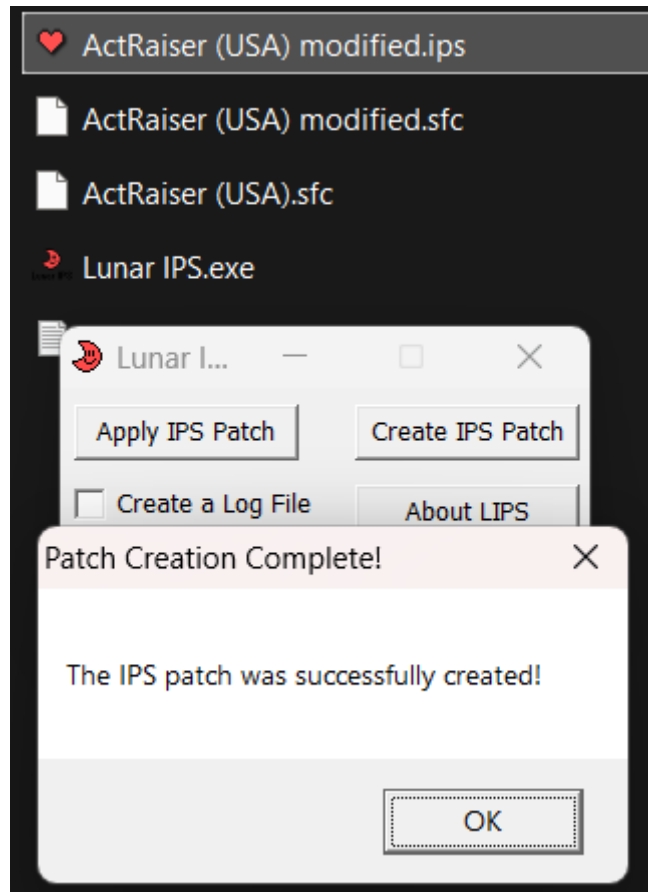 ActRaiser (USA) modified.ips
ActRaiser (USA) modified.sfc
ActRaiser (USA).sfc
Lunar IPS.exe
Lunar I...
Apply IPS Patch
Create IPS Patch
Create a Log File
About LIPS
Patch Creation Complete!
The IPS patch was successfully created!
OK